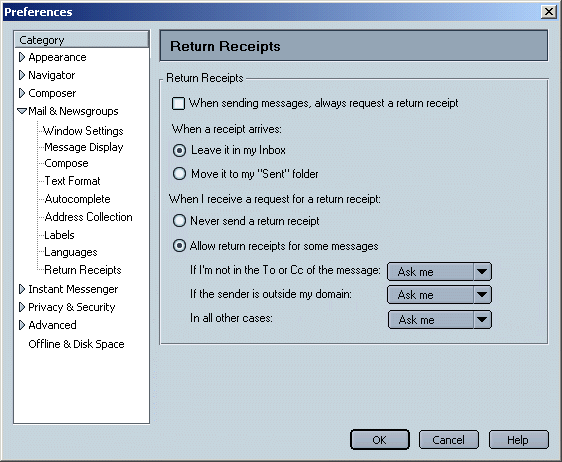 Preferences
Category
Appearance
Navigator
Composer
Mail & Newsgroups
Window Settings
Message Display
Compose
Text Format
Autocomplete
Address Collection
Labels
Languages
Return Receipts
Instant Messenger
Privacy & Security
Advanced
Offline & Disk Space
Return Receipts
Return Receipts
When sending messages, always request a return receipt
When a receipt arrives:
Leave it in my Inbox
Move it to my "Sent" folder
When I receive a request for a return receipt:
Never send a return receipt
Allow return receipts for some messages
If I'm not in the To or Cc of the message: Ask me
If the sender is outside my domain: Ask me
In all other cases: Ask me
OK Cancel Help